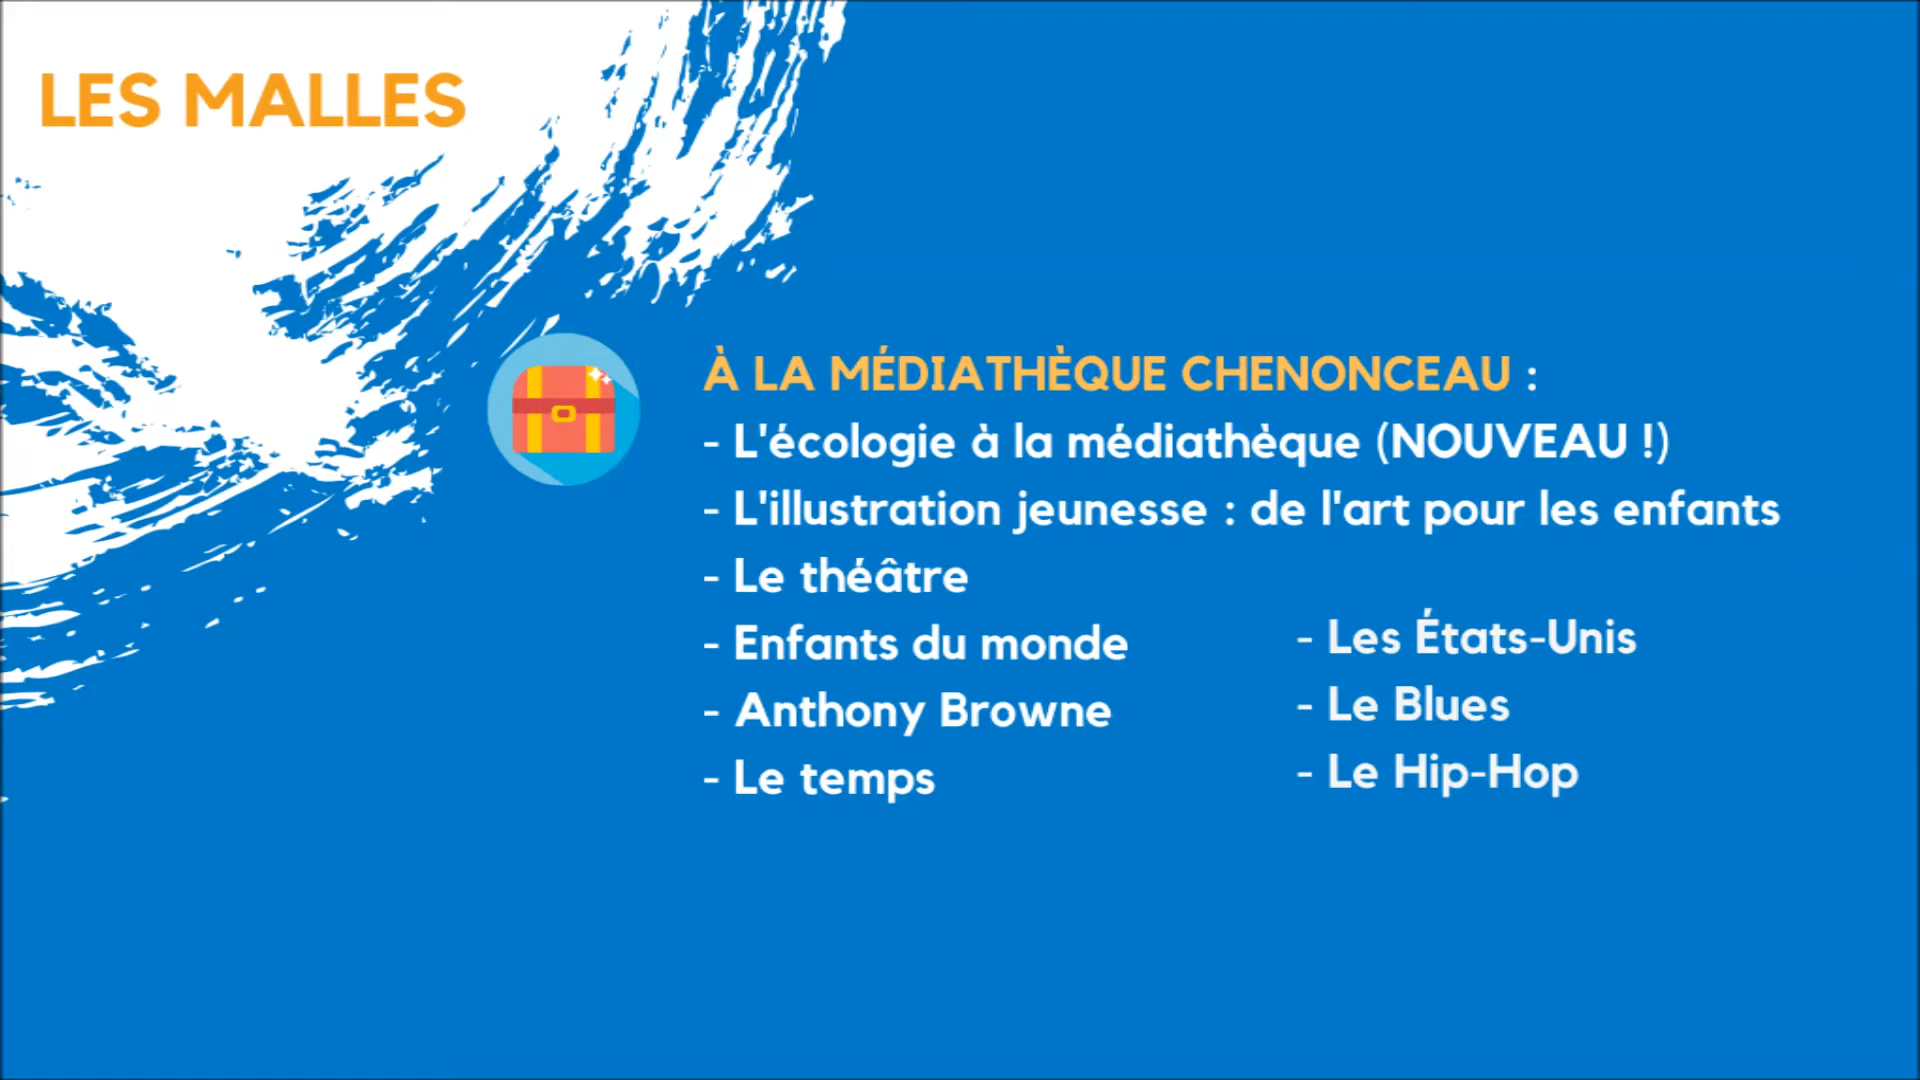 LES MALLES
À LA MÉDIATHÈQUE CHENONCEAU :
- L'écologie à la médiathèque (NOUVEAU !)
- L'illustration jeunesse : de l'art pour les enfants
- Le théâtre
- Enfants du monde
- Anthony Browne
- Le temps
- Les États-Unis
- Le Blues
- Le Hip-Hop